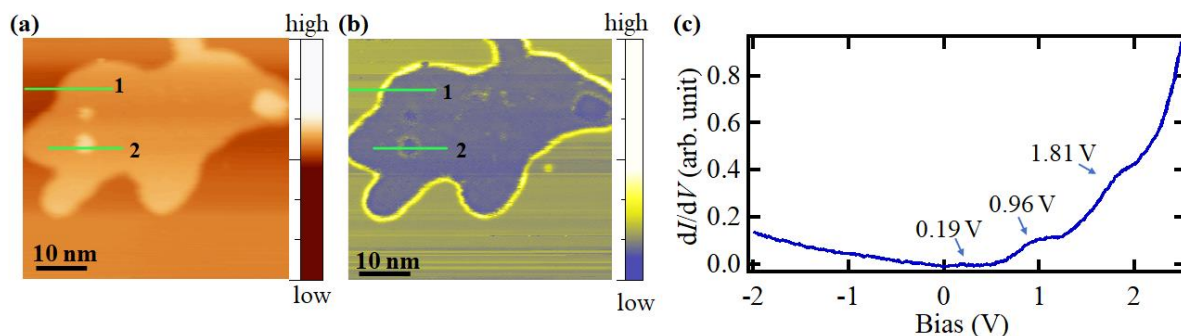 (a)
high
1
2
10 nm
low
(b)
high
1
2
10 nm
low
(c)
dI/dV (arb. unit)
0.8
0.6
0.4
0.2
0.0
1.81 V
0.96 V
0.19 V
-2
-1
0
1
2
Bias (V)